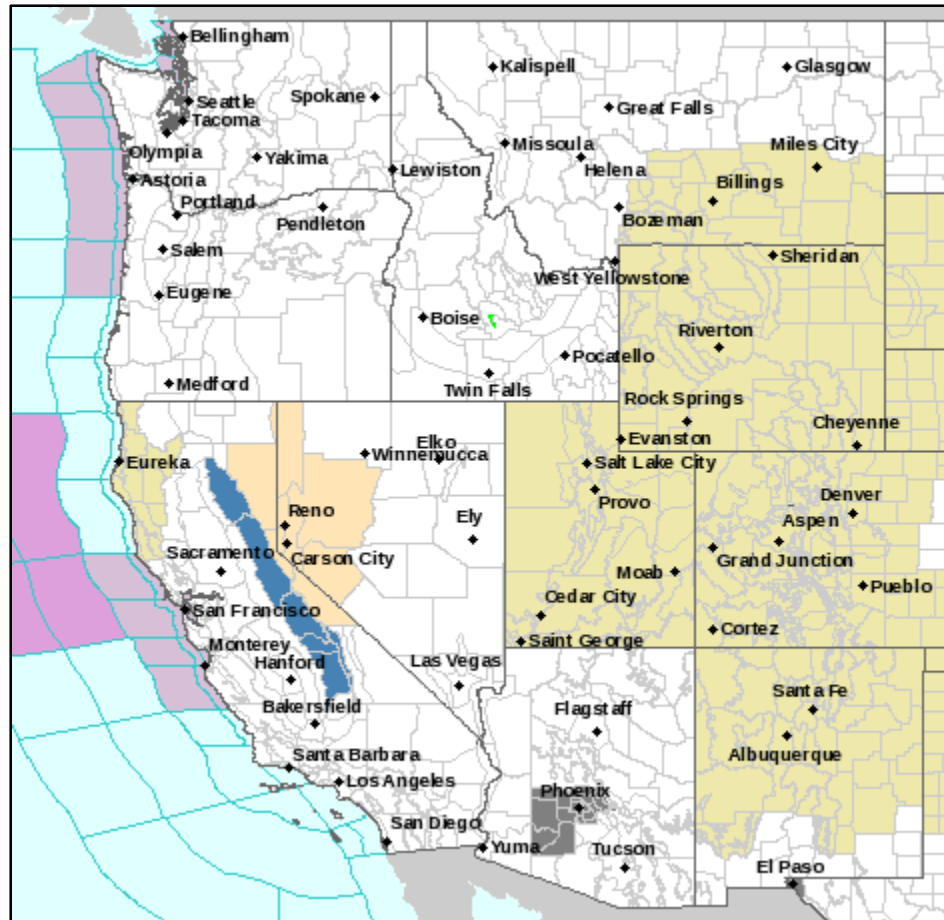 Bellingham
Kalispell
Glasgow
Seattle
Spokane
Great Falls
Tacoma
Olympia
Yakima
Missoula
Helena
Miles City
Lewiston
Astoria
Billings
Portland
Pendleton
Bozeman
Salem
Sheridan
West Yellowstone
Eugene
Boise
Riverton
Pocatello
Medford
Twin Falls
Rock Springs
Cheyenne
Eureka
Winnemucca
Elko
Evanston
Salt Lake City
Provo
Denver
Reno
Ely
Aspen
Sacramento
Carson City
Grand Junction
Moab
Pueblo
San Francisco
Cedar City
Cortez
Monterey
Saint George
Hanford
Las Vegas
Santa Fe
Bakersfield
Flagstaff
Albuquerque
Santa Barbara
Los Angeles
Phoenix
San Diego
Yuma
Tucson
El Paso